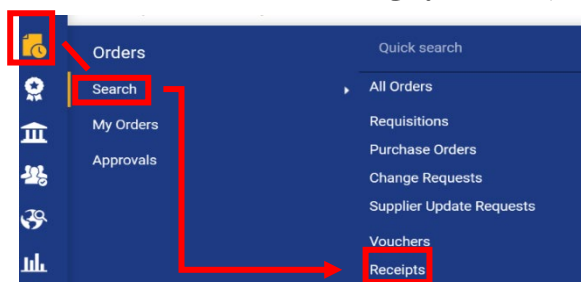 Orders
Search
My Orders
Approvals
Quick search
All Orders
Requisitions
Purchase Orders
Change Requests
Supplier Update Requests
Vouchers
Receipts